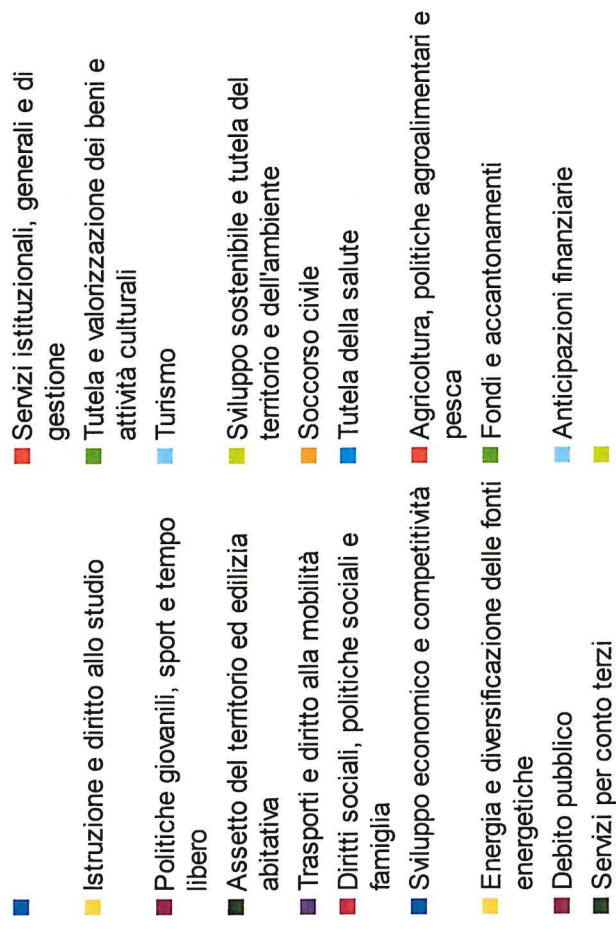 Servizi istituzionali, generali e di
gestione
Istruzione e diritto allo studio
Tutela e valorizzazione dei beni e
attività culturali
Politiche giovanili, sport e tempo
libero
Turismo
Assetto del territorio ed edilizia
abitativa
Sviluppo sostenibile e tutela del
territorio e dell'ambiente
Trasporti e diritto alla mobilità
Soccorso civile
Diritti sociali, politiche sociali e
famiglia
Tutela della salute
Sviluppo economico e competitività
Agricoltura, politiche agroalimentari e
pesca
Energia e diversificazione delle fonti
energetiche
Fondi e accantonamenti
Debito pubblico
Anticipazioni finanziarie
Servizi per conto terzi